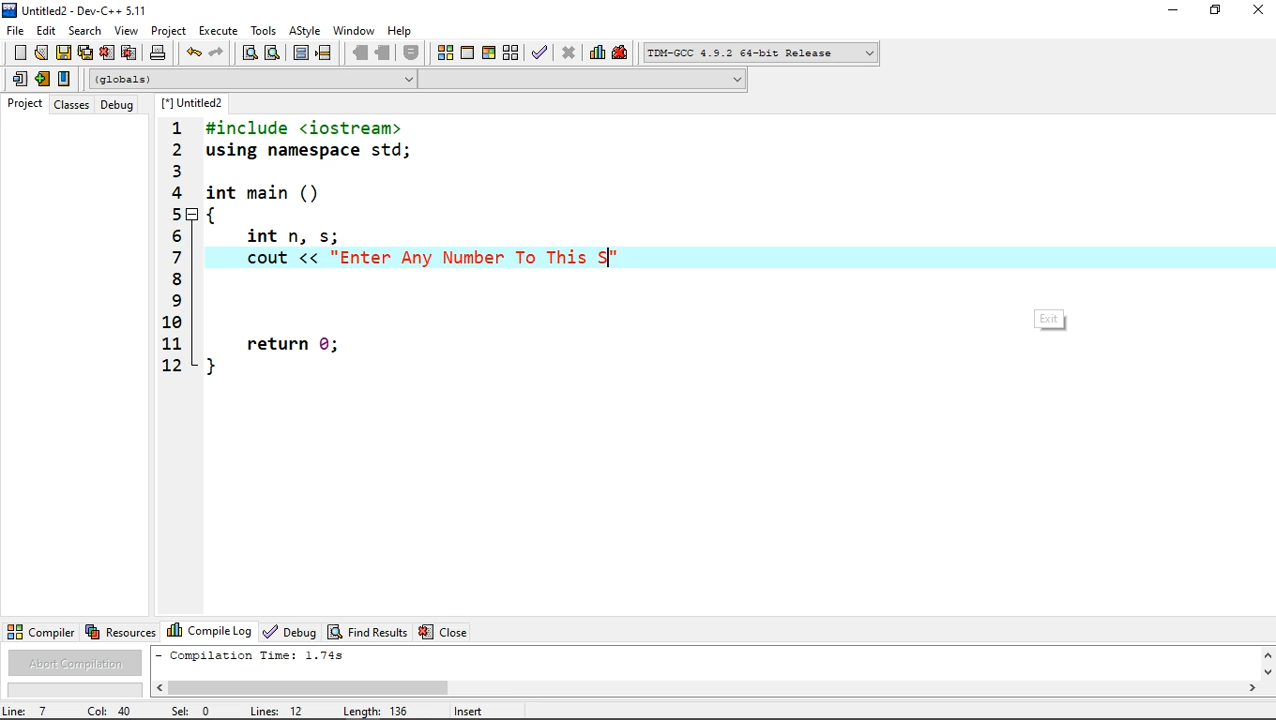 Untitled2 - Dev-C++ 5.11
File Edit Search View Project Execute Tools AStyle Window Help
TDM-GCC 4.9.2 64-bit Release
(globals)
Project Classes Debug [*] Untitled2
1 #include <iostream>
2 using namespace std;
3
4 int main ()
5 {
6 int n, s;
7 cout << "Enter Any Number To This S"
8
9
10
Exit
11 return 0;
12 }
Compiler Resources Compile Log Debug Find Results Close
Abort Compilation
- Compilation Time: 1.74s
Line: 7 Col: 40 Sel: 0 Lines: 12 Length: 136 Insert